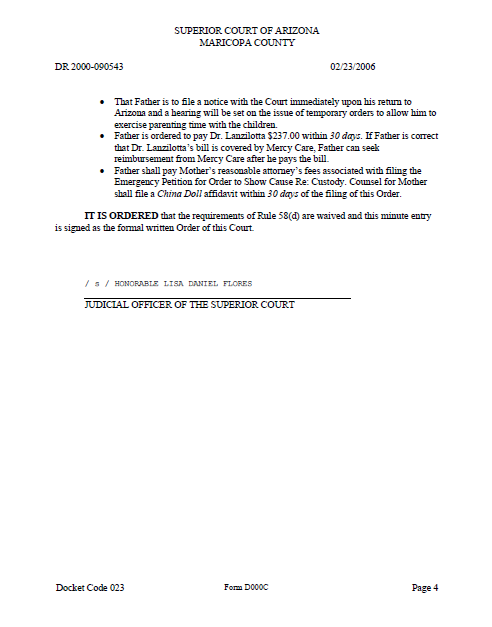 SUPERIOR COURT OF ARIZONA
MARICOPA COUNTY
DR 2000-090543 02/23/2006
• That Father is to file a notice with the Court immediately upon his return to
Arizona and a hearing will be set on the issue of temporary orders to allow him to
exercise parenting time with the children.
• Father is ordered to pay Dr. Lanzilotta $237.00 within 30 days. If Father is correct
that Dr. Lanzilotta's bill is covered by Mercy Care, Father can seek
reimbursement from Mercy Care after he pays the bill.
• Father shall pay Mother's reasonable attorney's fees associated with filing the
Emergency Petition for Order to Show Cause Re: Custody. Counsel for Mother
shall file a China Doll affidavit within 30 days of the filing of this Order.
IT IS ORDERED that the requirements of Rule 58(d) are waived and this minute entry
is signed as the formal written Order of this Court.
/ s / HONORABLE LISA DANIEL FLORES
JUDICIAL OFFICER OF THE SUPERIOR COURT
Docket Code 023 Form D000C Page 4